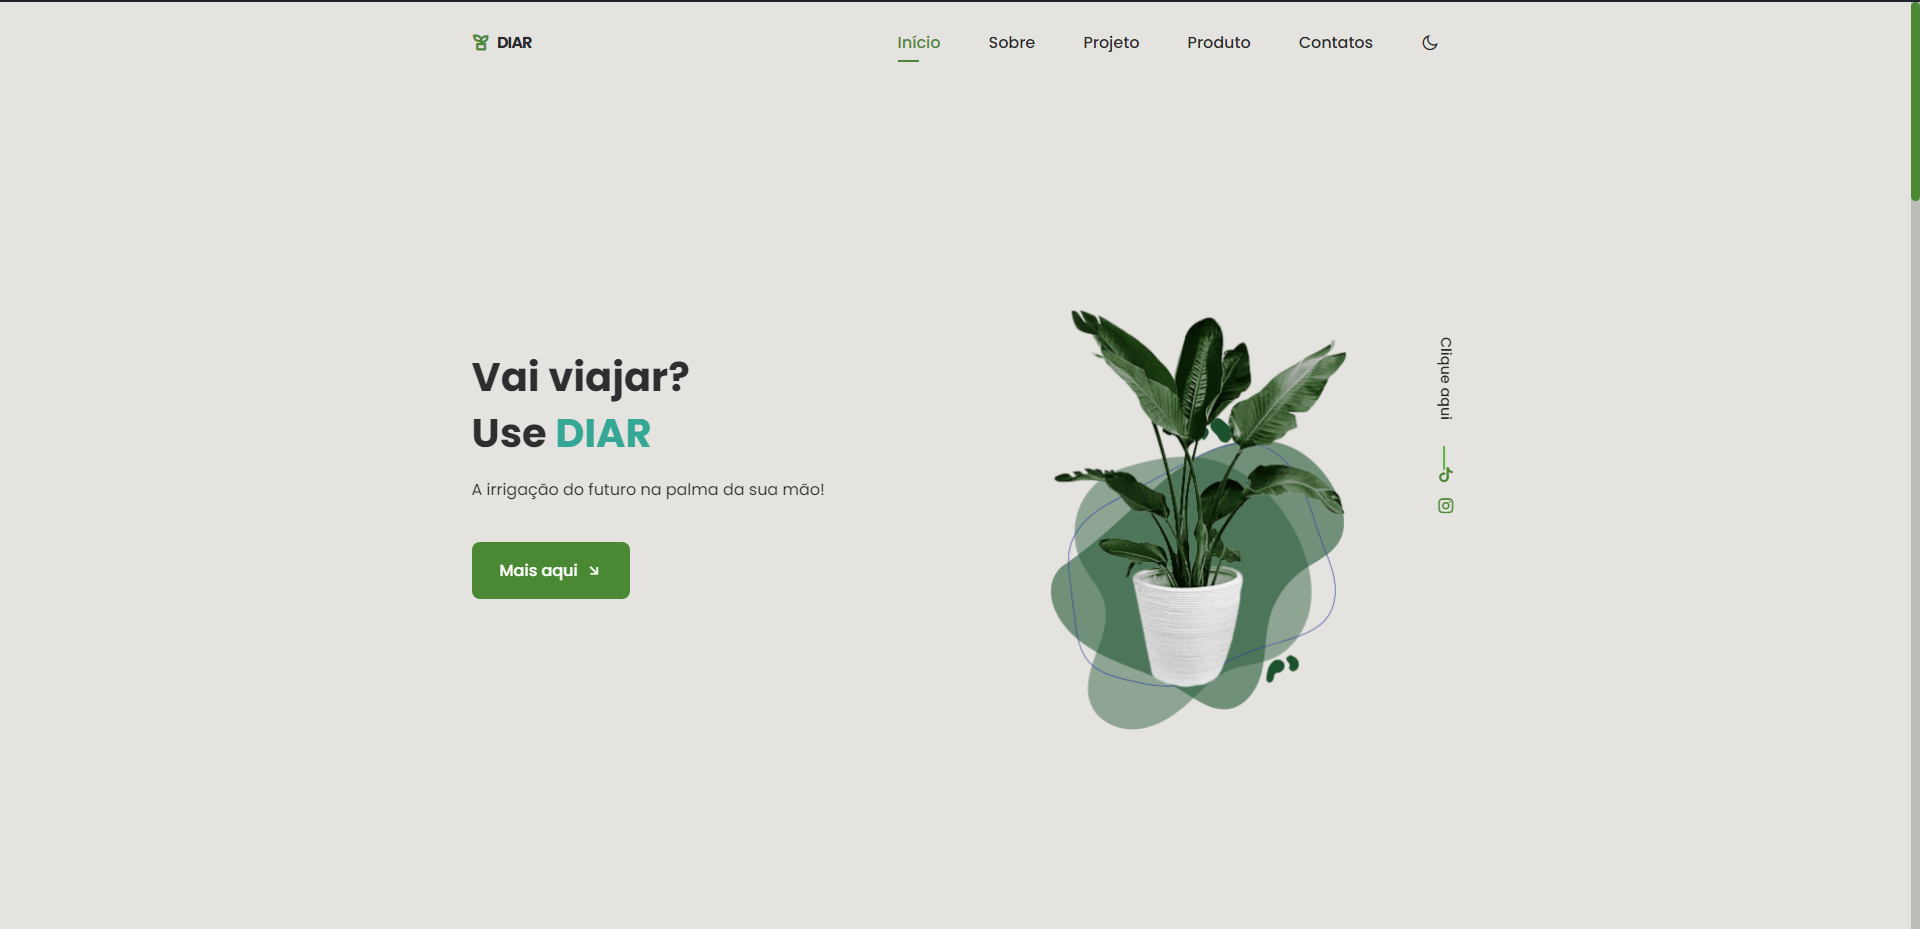 DIAR
Início
Sobre
Projeto
Produto
Contatos
Vai viajar?
Use DIAR
A irrigação do futuro na palma da sua mão!
Mais aqui
Clique aqui